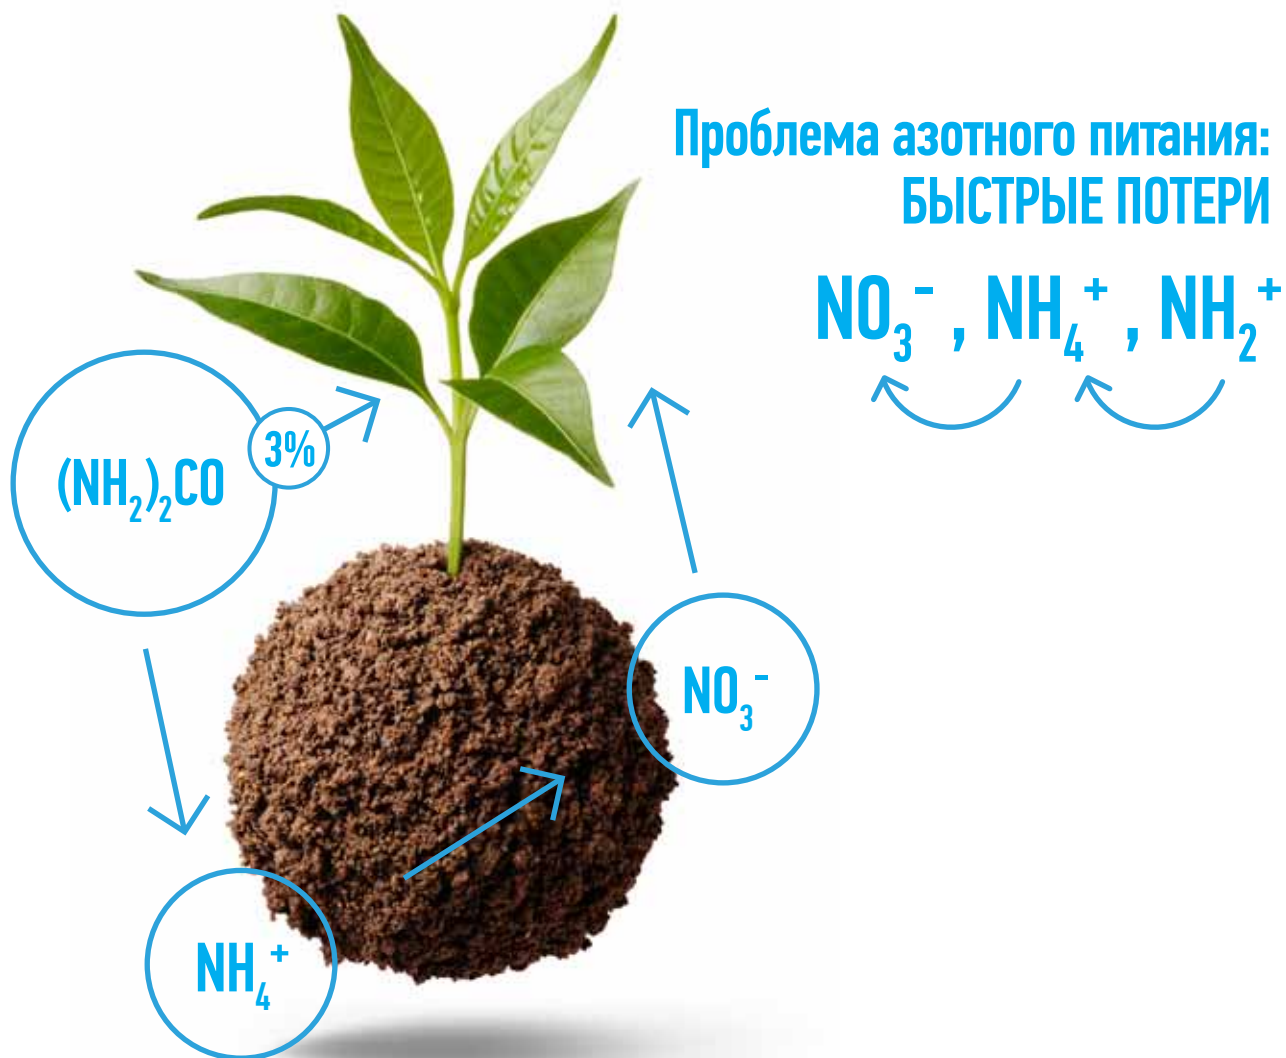 Проблема азотного питания:
БЫСТРЫЕ ПОТЕРИ
NO₃⁻ , NH₄⁺ , NH₂⁺
3%
(NH₂)₂CO
NO₃⁻
NH₄⁺